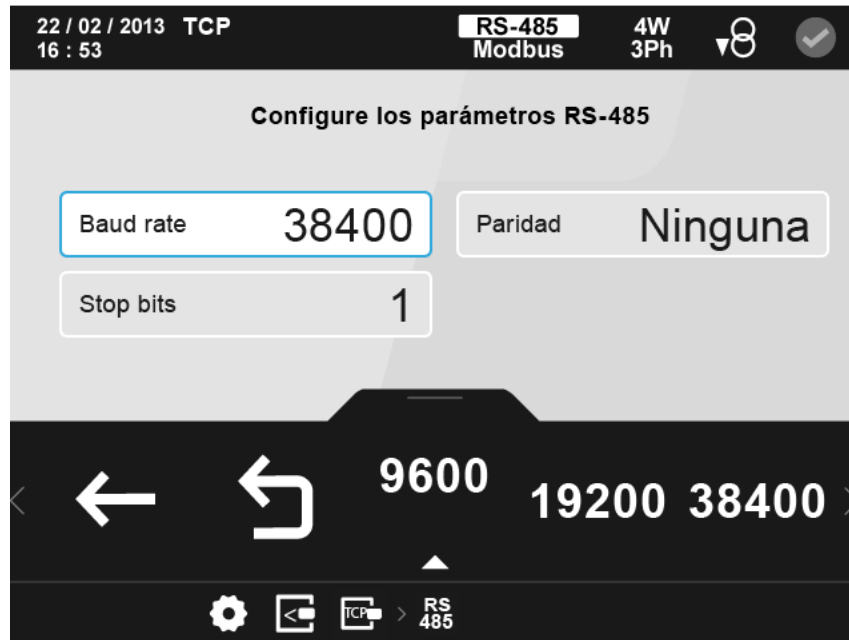 22 / 02 / 2013 TCP RS-485 4W
16 : 53 Modbus 3Ph
Configure los parámetros RS-485
Baud rate 38400 Paridad Ninguna
Stop bits 1
9600 19200 38400
TCP > RS
485